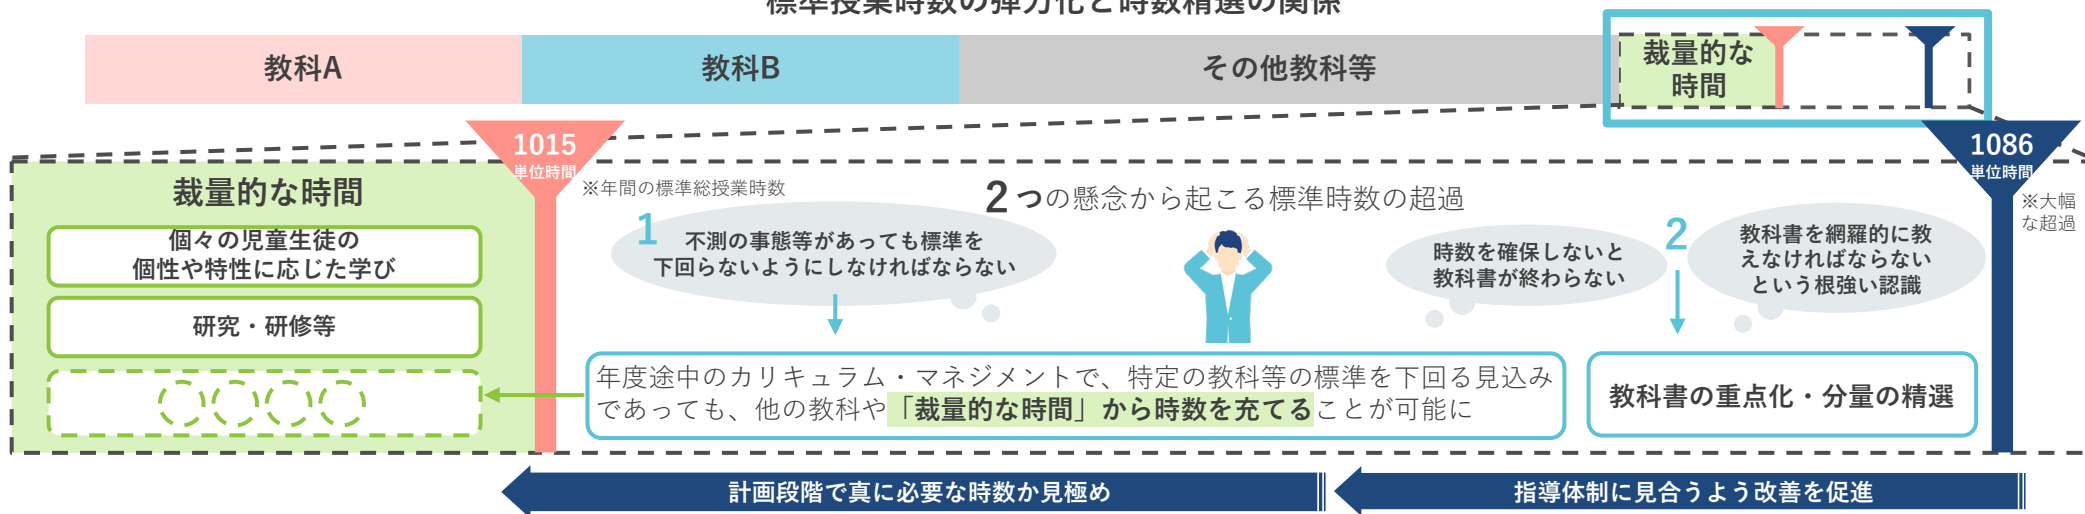 標準授業時数の弾力化と時数精選の関係
教科A
教科B
その他教科等
裁量的な
時間
1015
単位時間
※年間の標準総授業時数
1086
単位時間
※大幅
な超過
裁量的な時間
個々の児童生徒の
個性や特性に応じた学び
研究・研修等
2つの懸念から起こる標準時数の超過
1
不測の事態等があっても標準を
下回らないようにしなければならない
時数を確保しないと
教科書が終わらない
2
教科書を網羅的に教
えなければならない
という根強い認識
年度途中のカリキュラム・マネジメントで、特定の教科等の標準を下回る見込み
であっても、他の教科や「裁量的な時間」から時数を充てることが可能に
教科書の重点化・分量の精選
計画段階で真に必要な時数か見極め
指導体制に見合うよう改善を促進